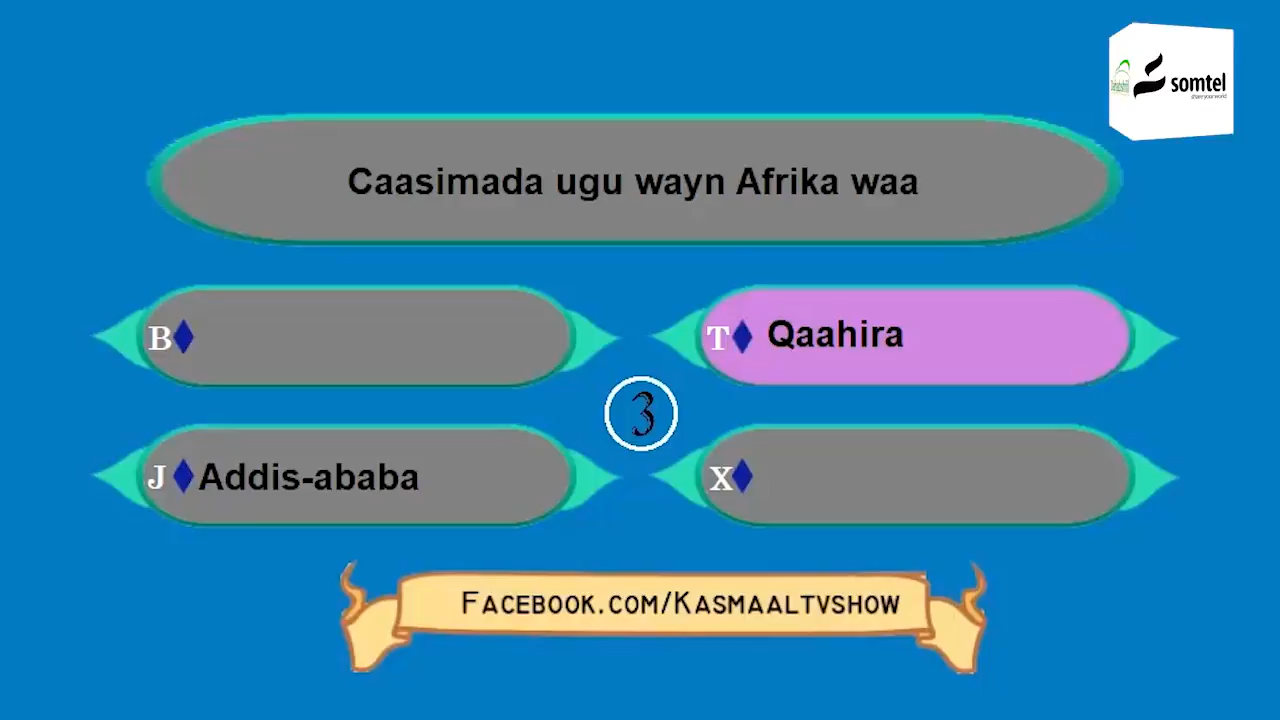 somtel
Caasimada ugu wayn Afrika waa
B
T Qaahira
3
J Addis-ababa
X
FACEBOOK.COM/KASMAALTVSHOW